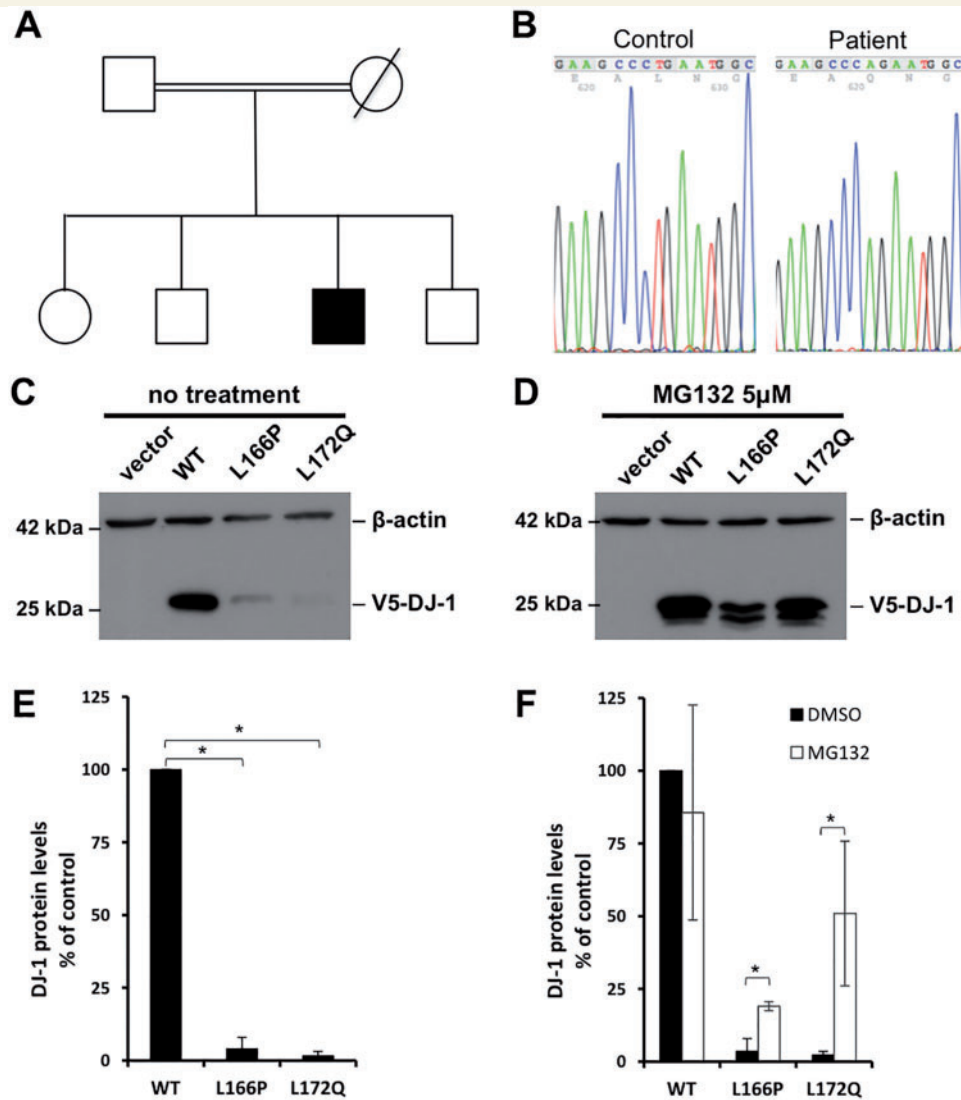 A
B
Control
Patient
GAAGCCCTGAATGGC
GAAGCCCAGAATGGC
E A L N G
E A Q N G
620 630
620
C
no treatment
vector WT L166P L172Q
42 kDa
β-actin
25 kDa
V5-DJ-1
D
MG132 5μM
vector WT L166P L172Q
42 kDa
β-actin
25 kDa
V5-DJ-1
E
DJ-1 protein levels
% of control
125
100
75
50
25
0
* *
WT L166P L172Q
F
DJ-1 protein levels
% of control
125
100
75
50
25
0
DMSO
MG132
* *
WT L166P L172Q